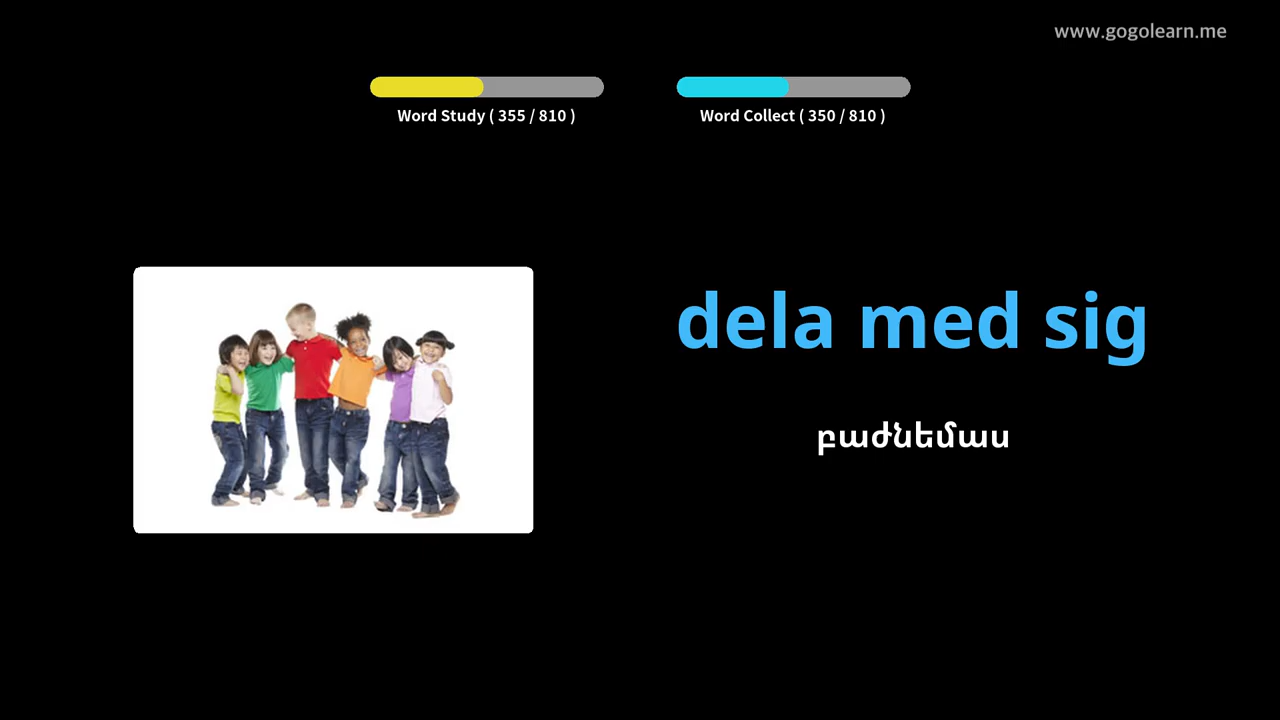 www.gogolearn.me
Word Study ( 355 / 810 )
Word Collect ( 350 / 810 )
dela med sig
բաժնեմաս